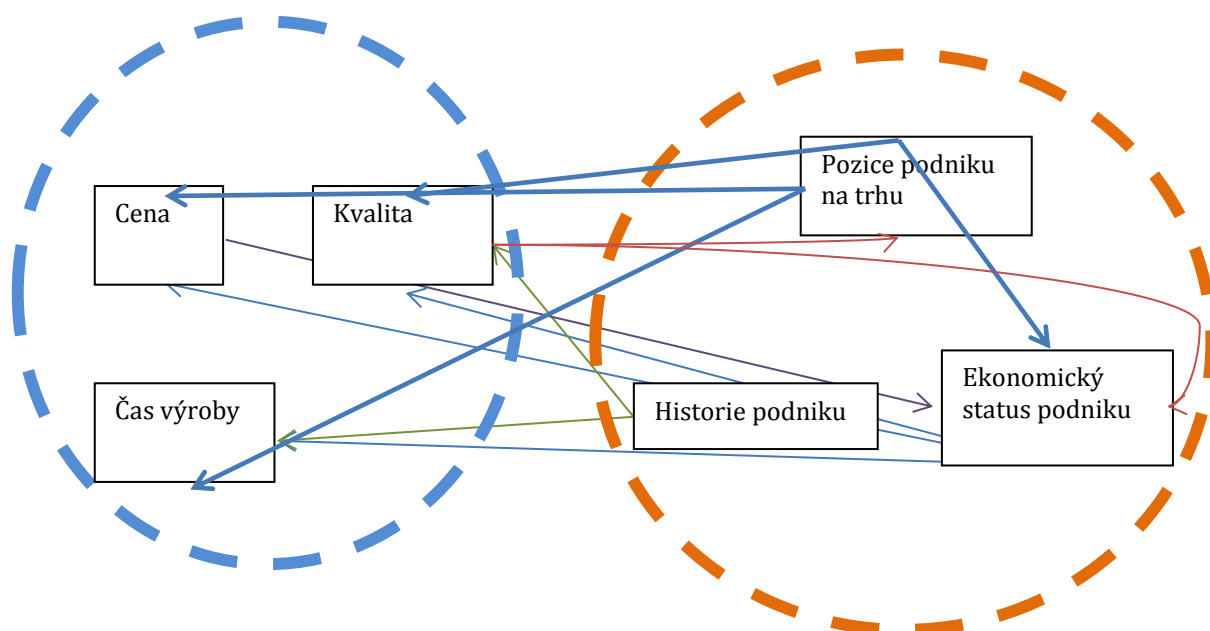 Pozice podniku
na trhu
Cena
Kvalita
Ekonomický
status podniku
Čas výroby
Historie podniku